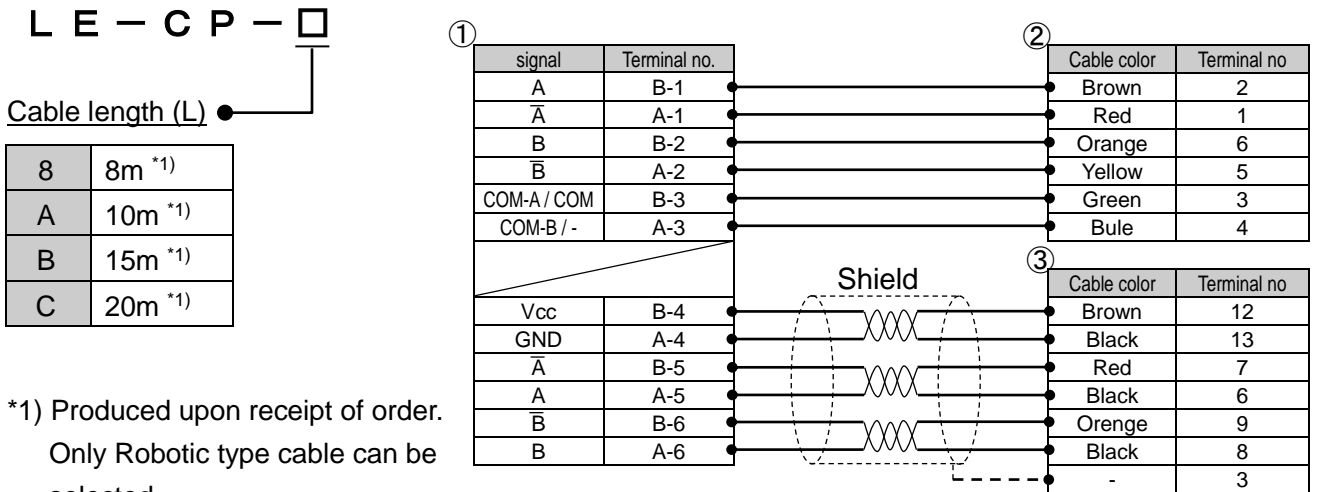 LE-CP-□
Cable length (L)
8 8m *1)
A 10m *1)
B 15m *1)
C 20m *1)
*1) Produced upon receipt of order.
Only Robotic type cable can be
selected
①
signal Terminal no.
A B-1
A̅ A-1
B B-2
B̅ A-2
COM-A / COM B-3
COM-B / - A-3
Vcc B-4
GND A-4
A̅ B-5
A A-5
B̅ B-6
B A-6
Shield
②
Cable color Terminal no
Brown 2
Red 1
Orange 6
Yellow 5
Green 3
Bule 4
③
Cable color Terminal no
Brown 12
Black 13
Red 7
Black 6
Orenge 9
Black 8
- 3